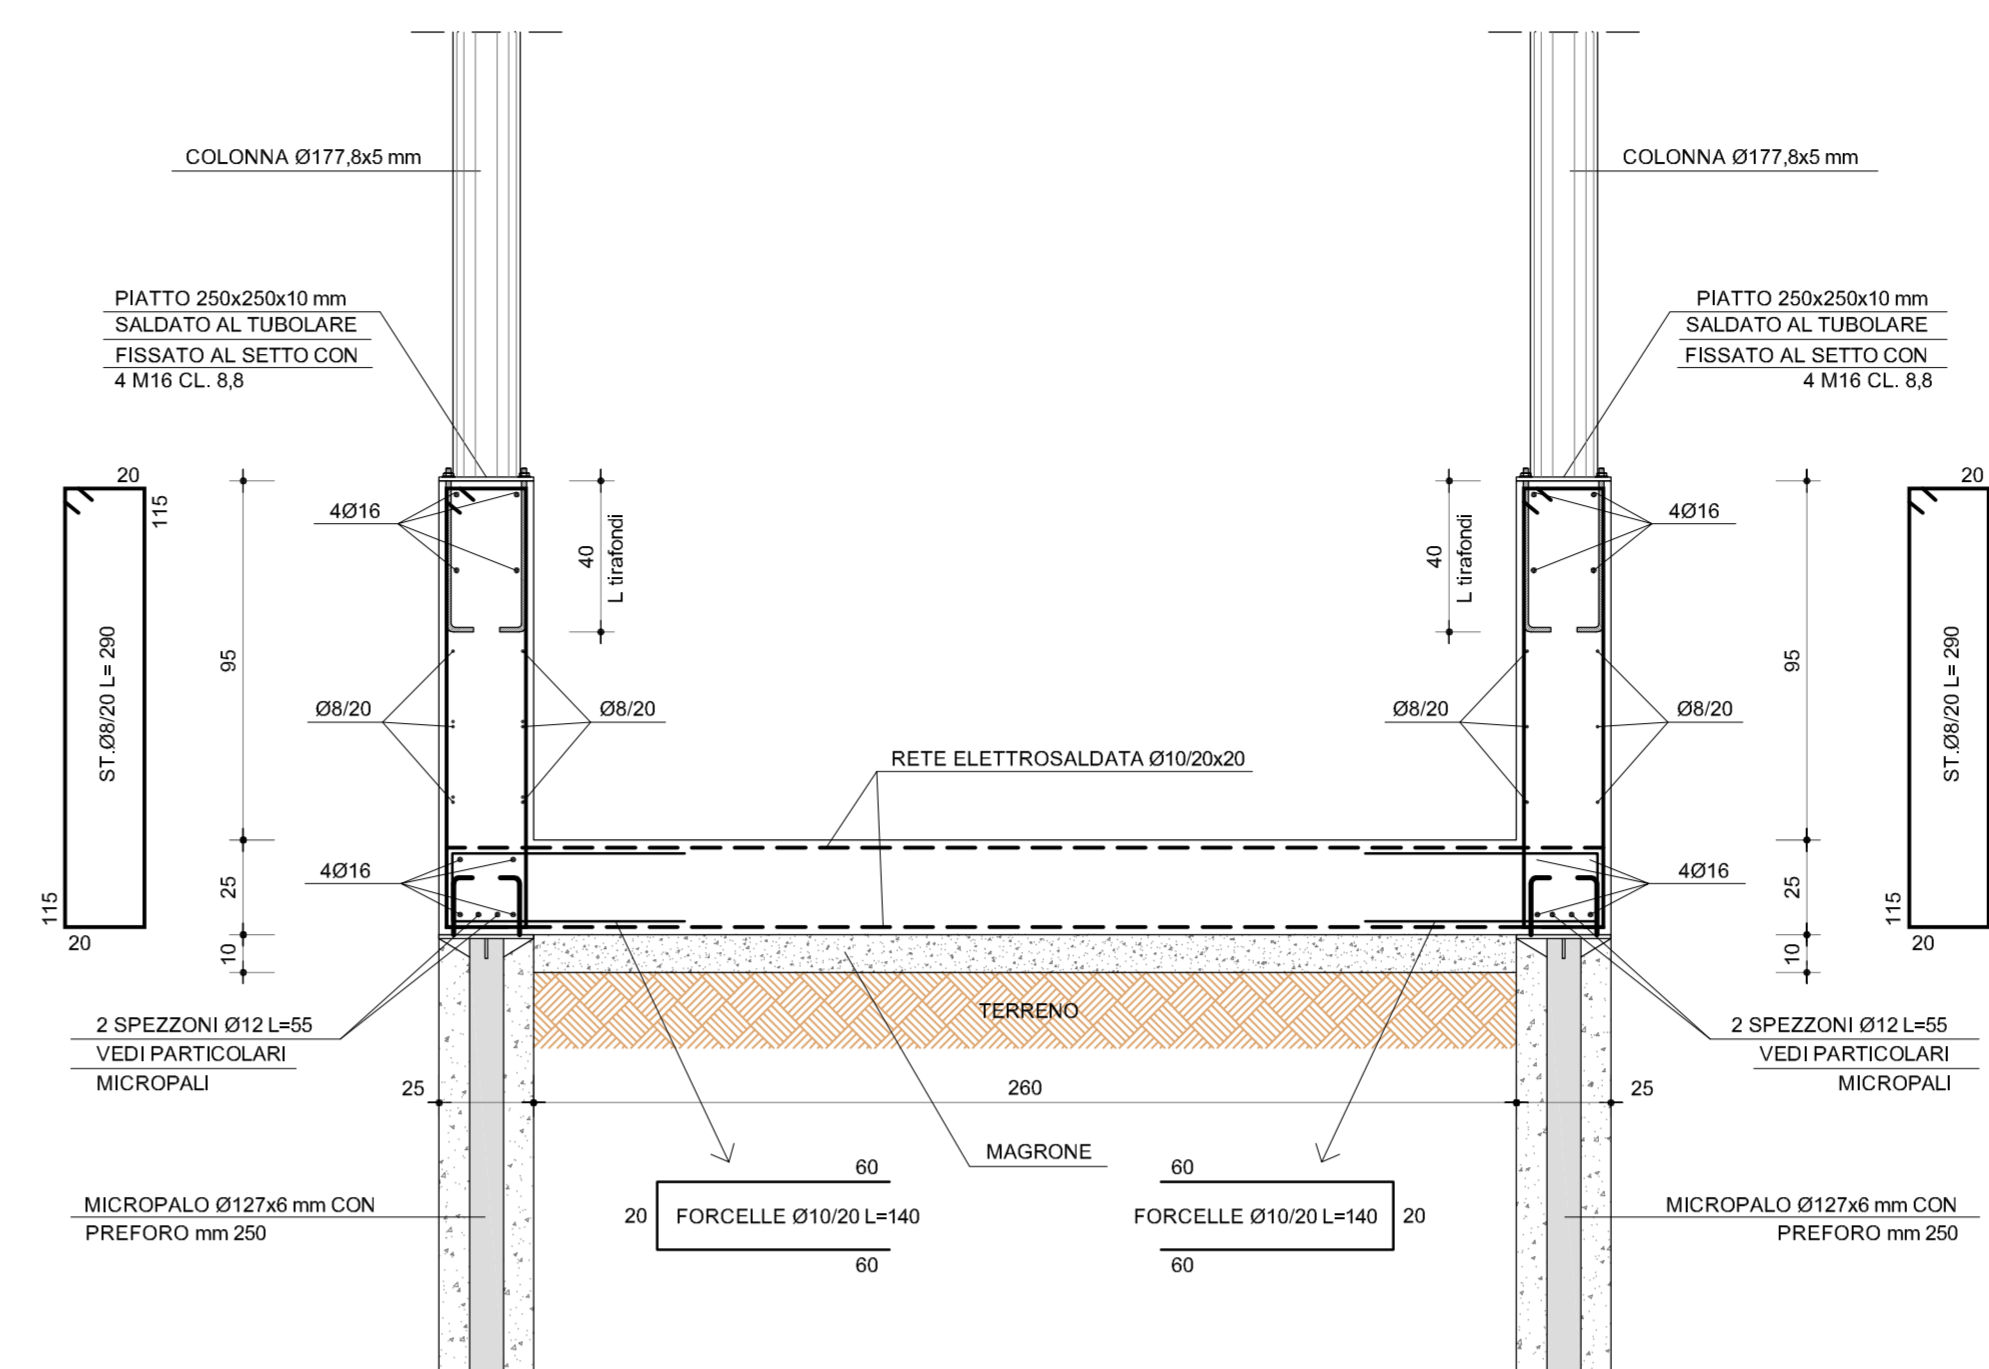 COLONNA Ø177,8x5 mm
COLONNA Ø177,8x5 mm
PIATTO 250x250x10 mm
SALDATO AL TUBOLARE
FISSATO AL SETTO CON
4 M16 CL. 8,8
PIATTO 250x250x10 mm
SALDATO AL TUBOLARE
FISSATO AL SETTO CON
4 M16 CL. 8,8
20
115
ST.Ø8/20 L= 290
115
20
95
25
10
4Ø16
40
L tirafondi
Ø8/20
Ø8/20
4Ø16
RETE ELETTROSALDATA Ø10/20x20
40
L tirafondi
4Ø16
Ø8/20
Ø8/20
4Ø16
95
25
10
20
ST.Ø8/20 L= 290
115
20
TERRENO
2 SPEZZONI Ø12 L=55
VEDI PARTICOLARI
MICROPALI
2 SPEZZONI Ø12 L=55
VEDI PARTICOLARI
MICROPALI
25
260
25
MAGRONE
60
20
FORCELLE Ø10/20 L=140
60
60
FORCELLE Ø10/20 L=140
20
60
MICROPALO Ø127x6 mm CON
PREFORO mm 250
MICROPALO Ø127x6 mm CON
PREFORO mm 250